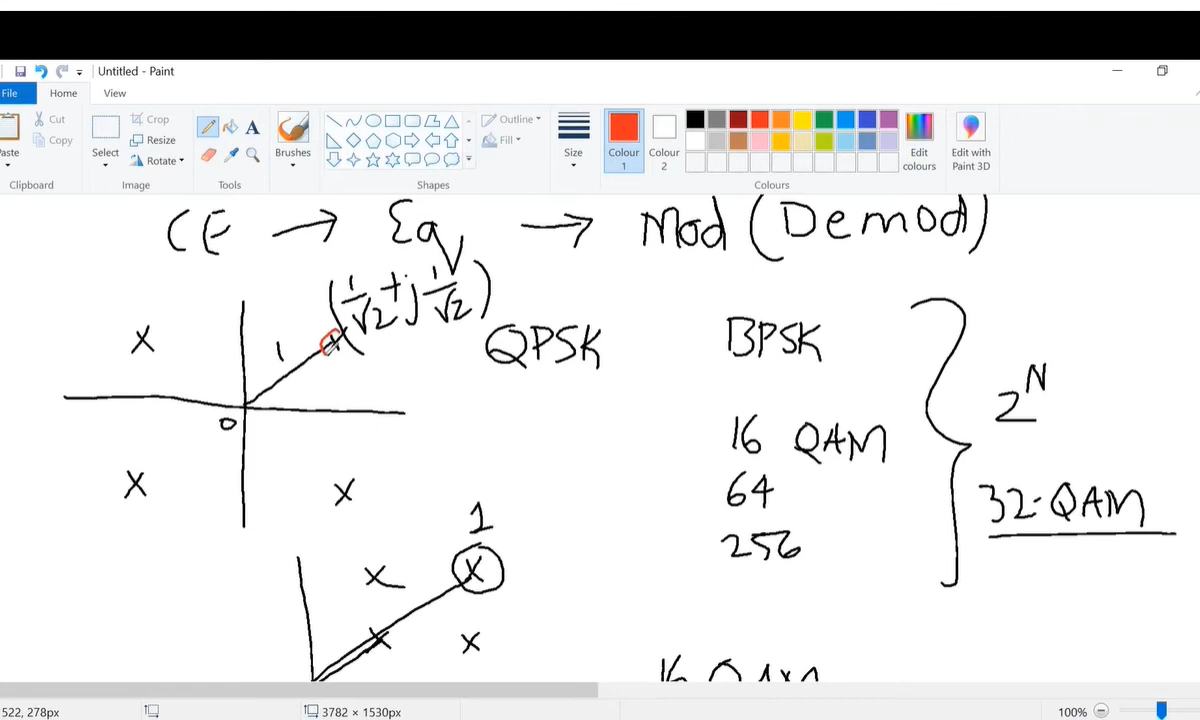 Untitled - Paint
File Home View
Cut
Copy
Paste
Clipboard
Select
Crop
Resize
Rotate
Image
Tools
Brushes
Outline
Fill
Shapes
Size
Colour 1
Colour 2
Edit colours
Edit with Paint 3D
Colours
CE → Eq → Mod (Demod)
(1/√2 + j 1/√2)
x
1
x
QPSK
BPSK
0
2^N
16 QAM
x
x
64
32-QAM
1
256
x
x
x
x
16 QAM
522, 278px
3782 × 1530px
100%